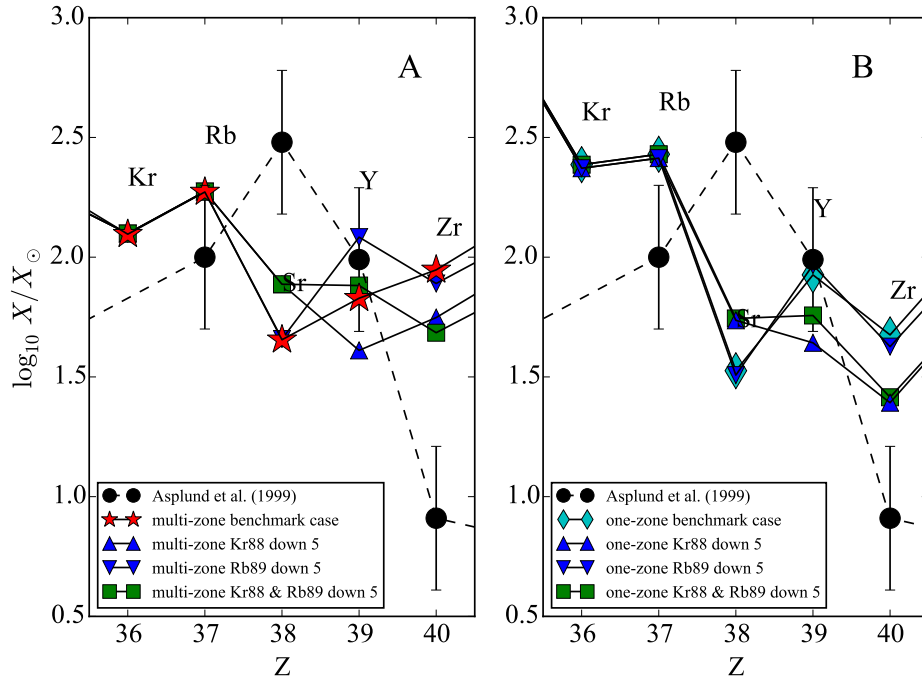 3.0
2.5
2.0
1.5
1.0
0.5
log₁₀ X/X⊙
36 37 38 39 40
Z
A
Kr
Rb
Sr
Y
Zr
Asplund et al. (1999)
multi-zone benchmark case
multi-zone Kr88 down 5
multi-zone Rb89 down 5
multi-zone Kr88 & Rb89 down 5
3.0
2.5
2.0
1.5
1.0
0.5
36 37 38 39 40
Z
B
Kr
Rb
Sr
Y
Zr
Asplund et al. (1999)
one-zone benchmark case
one-zone Kr88 down 5
one-zone Rb89 down 5
one-zone Kr88 & Rb89 down 5